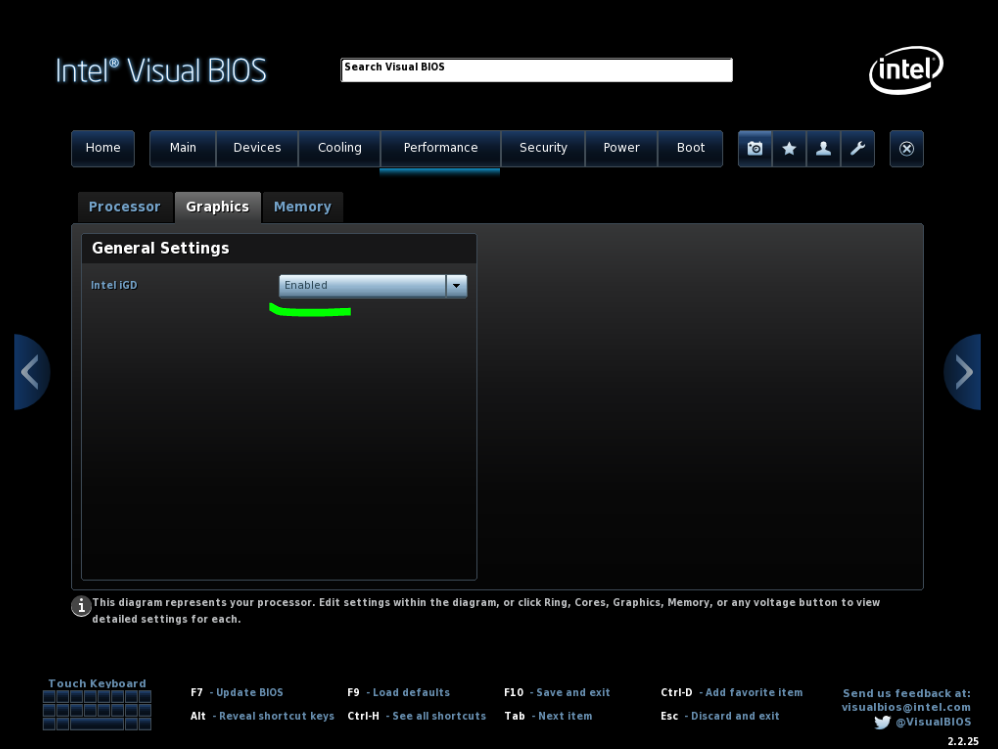 Intel® Visual BIOS
Search Visual BIOS
intel®
Home Main Devices Cooling Performance Security Power Boot
Processor Graphics Memory
General Settings
Intel iGD Enabled
This diagram represents your processor. Edit settings within the diagram, or click Ring, Cores, Graphics, Memory, or any voltage button to view
detailed settings for each.
Touch Keyboard
F7 - Update BIOS F9 - Load defaults F10 - Save and exit Ctrl-D - Add favorite item
Alt - Reveal shortcut keys Ctrl-H - See all shortcuts Tab - Next item Esc - Discard and exit
Send us feedback at:
visualbios@intel.com
@VisualBIOS
2.2.25